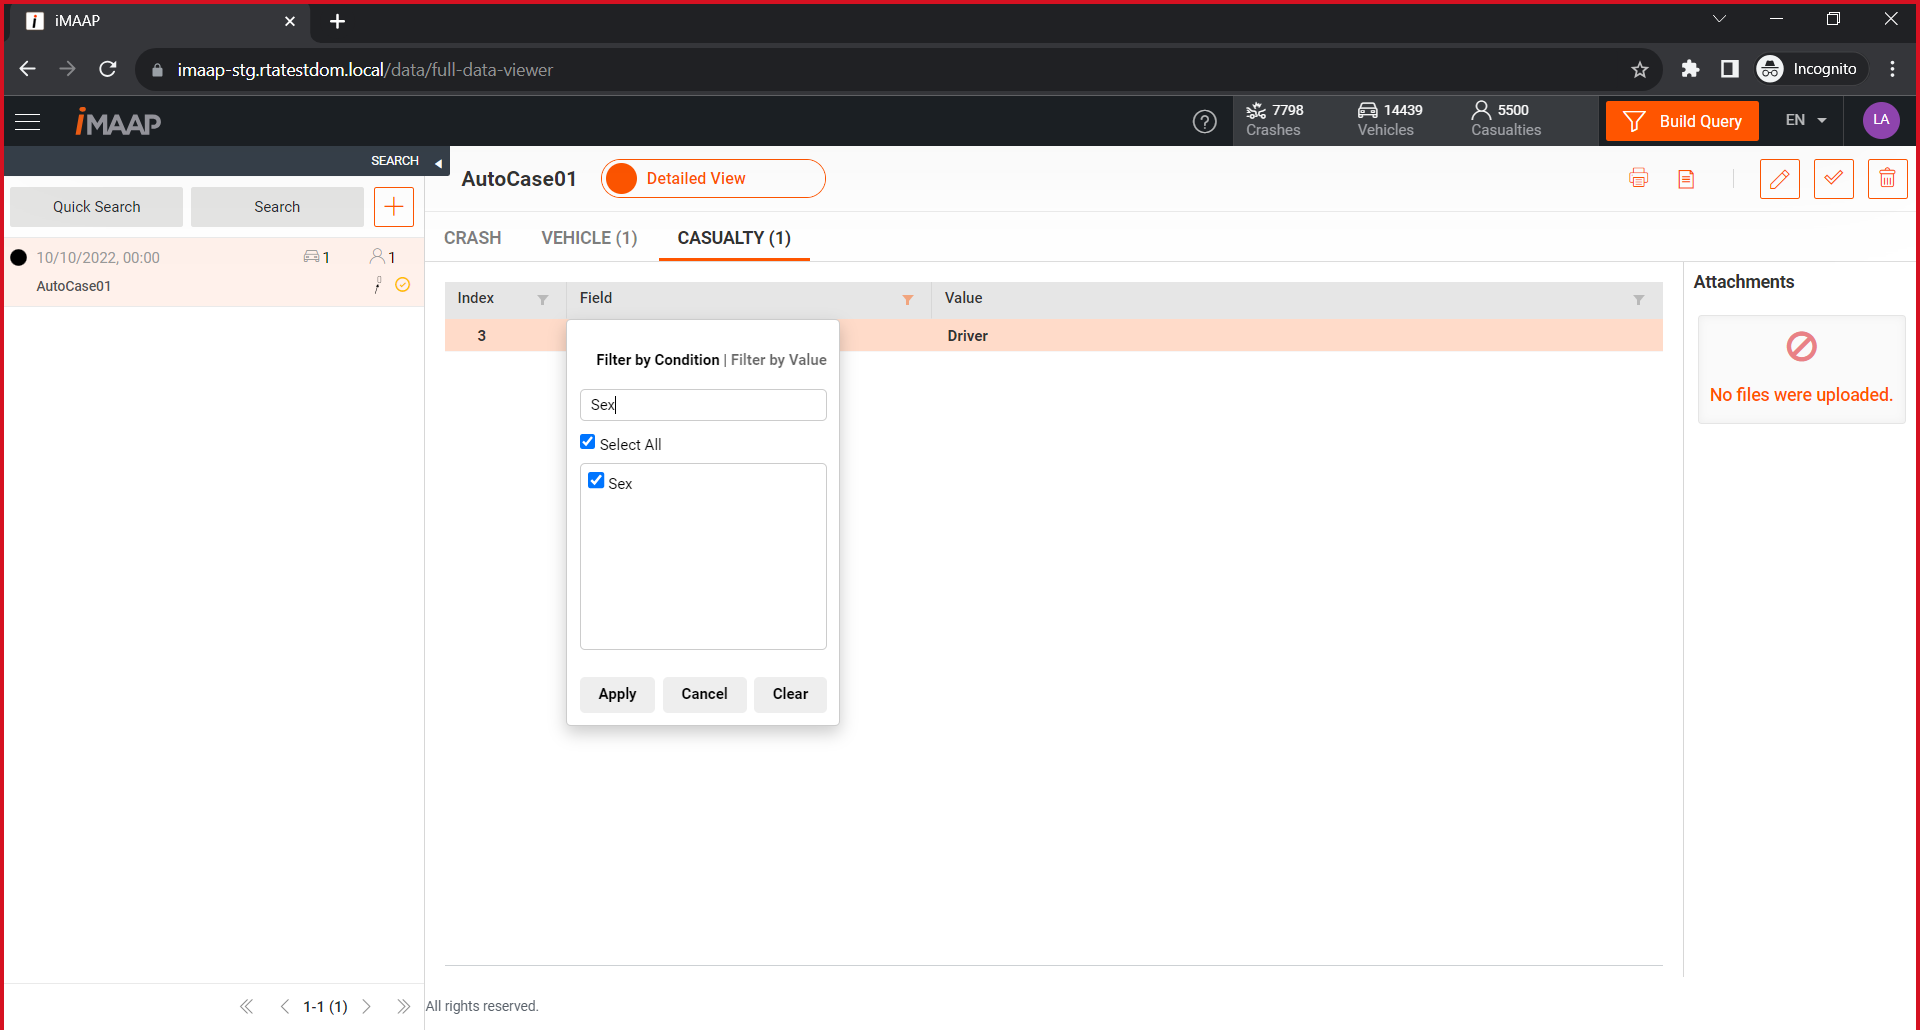 iMAAP
imaap-stg.rtatestdom.local/data/full-data-viewer
Incognito
iMAAP
7798
Crashes
14439
Vehicles
5500
Casualties
Build Query
EN
LA
SEARCH
Quick Search
Search
AutoCase01
Detailed View
10/10/2022, 00:00
1
1
AutoCase01
CRASH
VEHICLE (1)
CASUALTY (1)
Index
Field
Value
3
Driver
Filter by Condition | Filter by Value
Sex
Select All
Sex
Apply
Cancel
Clear
Attachments
No files were uploaded.
1-1 (1)
All rights reserved.